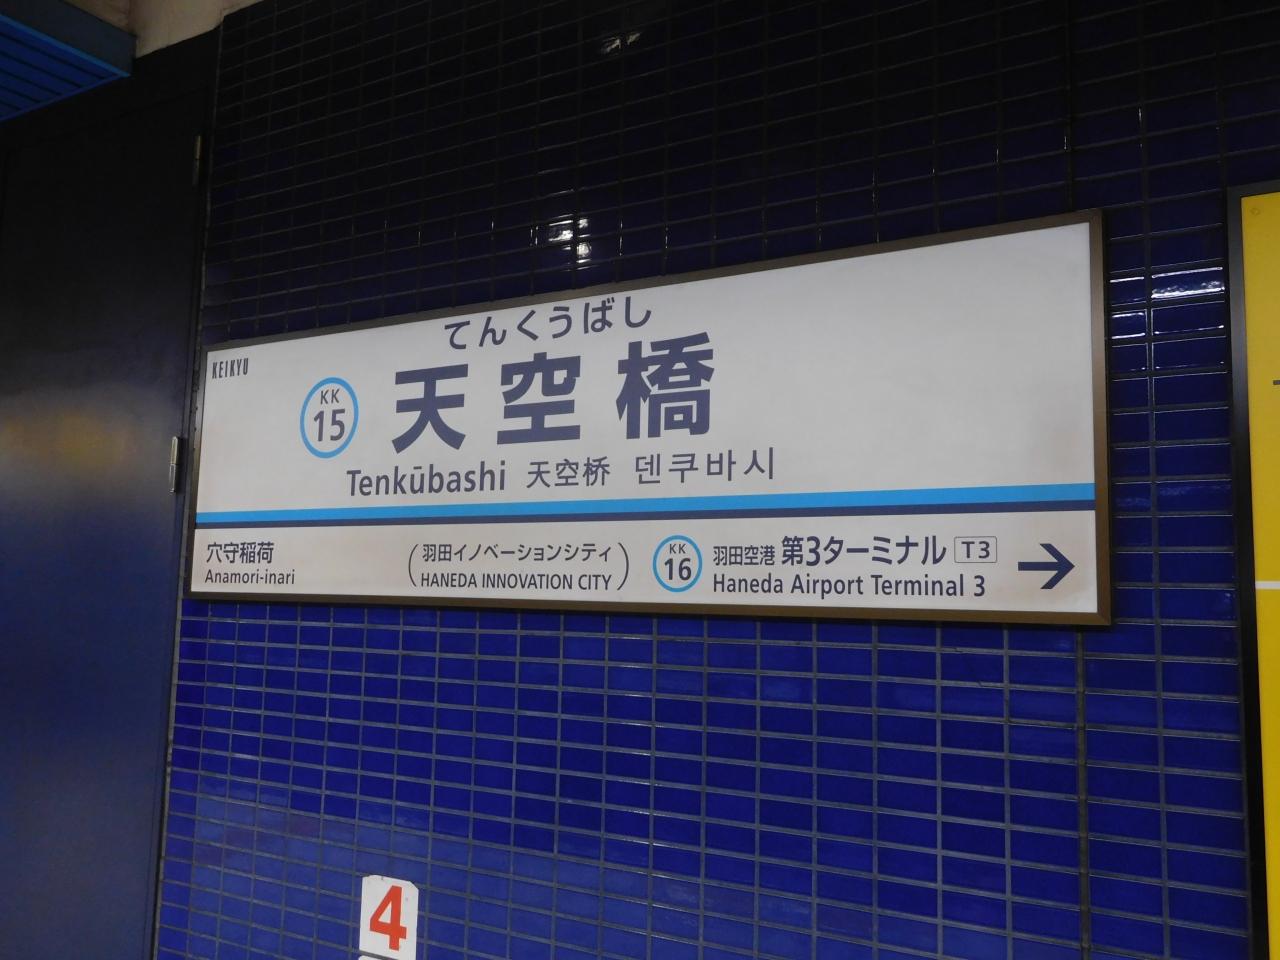 KEIKYU
てんくうばし
KK
15
天空橋
Tenkūbashi 天空桥 덴쿠바시
穴守稲荷
Anamori-inari
(羽田イノベーションシティ)
(HANEDA INNOVATION CITY)
KK
16
羽田空港 第3ターミナル T3 →
Haneda Airport Terminal 3
4